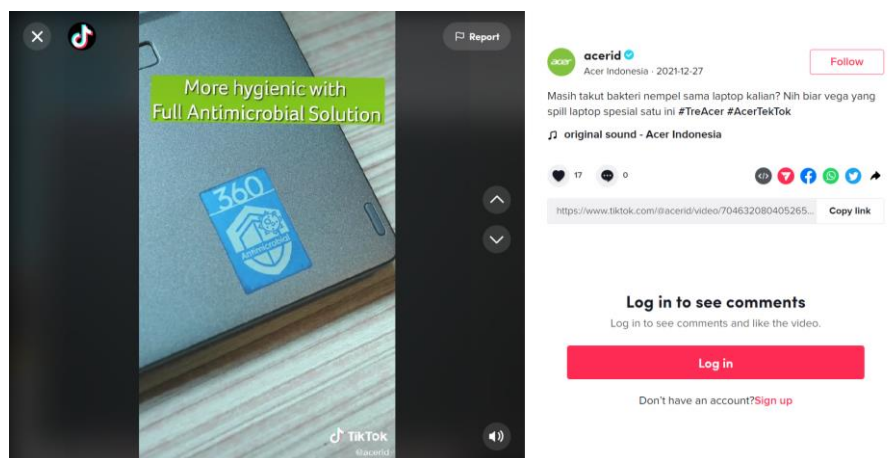 Report
More hygienic with
Full Antimicrobial Solution
360
Antimicrobial
TikTok
@acerid
acer
acerid
Acer Indonesia · 2021-12-27
Follow
Masih takut bakteri nempel sama laptop kalian? Nih biar vega yang
spill laptop spesial satu ini #TreAcer #AcerTekTok
original sound - Acer Indonesia
17
0
</>
https://www.tiktok.com/@acerid/video/704632080405265...
Copy link
Log in to see comments
Log in to see comments and like the video.
Log in
Don't have an account?Sign up